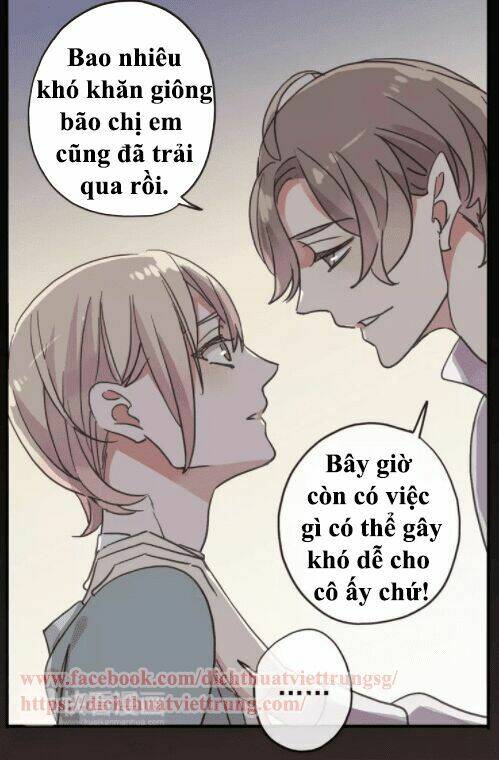 Bao nhiêu
khó khăn giông
bão chị em
cũng đã trải
qua rồi.
Bây giờ
còn có việc
gì có thể gây
khó dễ cho
cô ấy chứ!
......
www.facebook.com/dichthuatviettrungsg/
https://dichthuatviettrung.com/